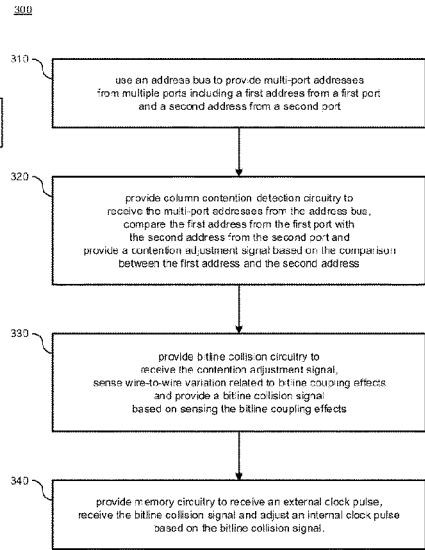 300
310
use an address bus to provide multi-port addresses
from multiple ports including a first address from a first port
and a second address from a second port
320
provide column contention detection circuitry to
receive the multi-port addresses from the address bus,
compare the first address from the first port with
the second address from the second port and
provide a contention adjustment signal based on the comparison
between the first address and the second address
330
provide bitline collision circuitry to
receive the contention adjustment signal,
sense wire-to-wire variation related to bitline coupling effects
and provide a bitline collision signal
based on sensing the bitline coupling effects
340
provide memory circuitry to receive an external clock pulse,
receive the bitline collision signal and adjust an internal clock pulse
based on the bitline collision signal.